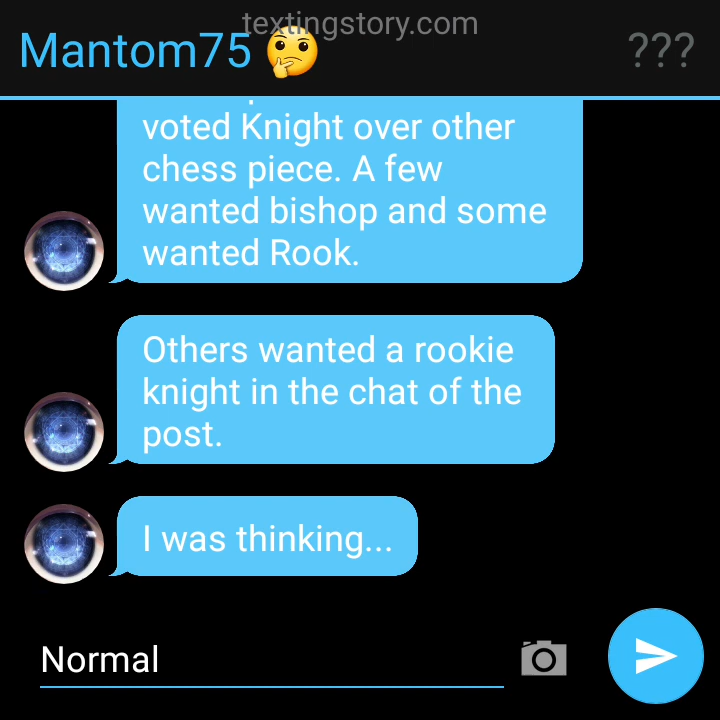 textingstory.com
Mantom75🤔
???
voted Knight over other
chess piece. A few
wanted bishop and some
wanted Rook.
Others wanted a rookie
knight in the chat of the
post.
I was thinking...
Normal